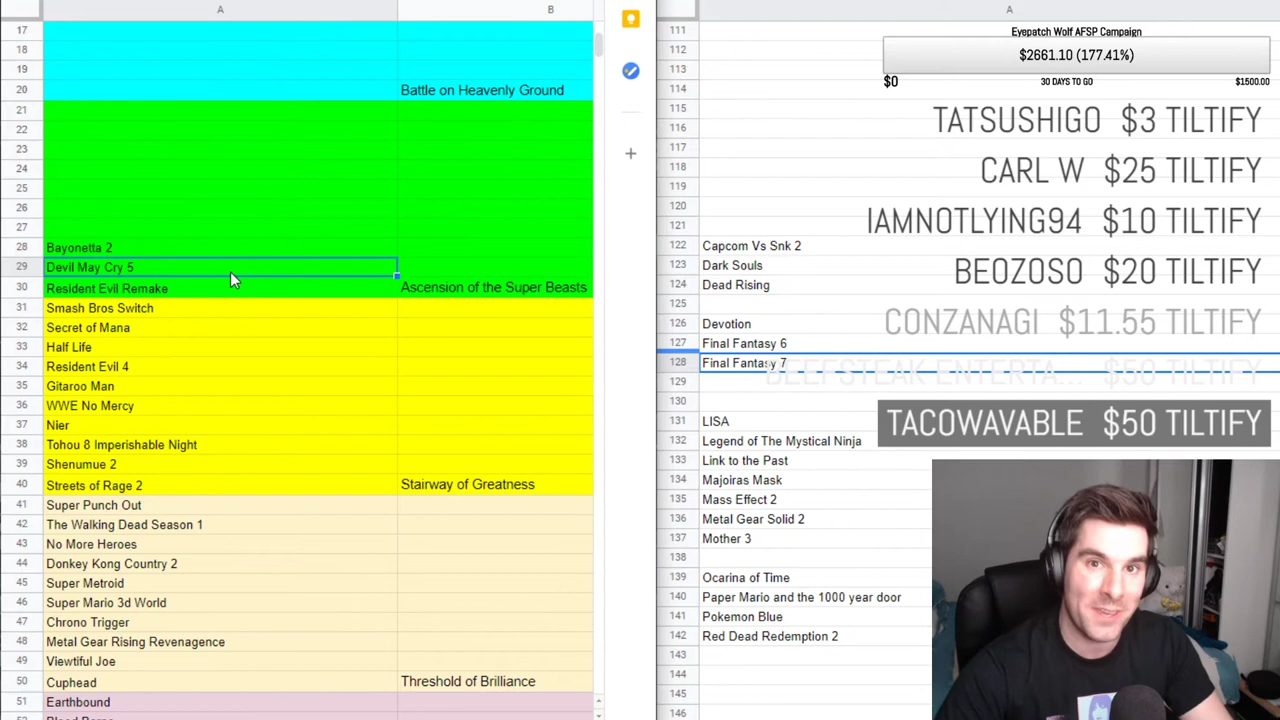 A
B
17
18
19
20 Battle on Heavenly Ground
21
22
23
24
25
26
27
28 Bayonetta 2
29 Devil May Cry 5
30 Resident Evil Remake Ascension of the Super Beasts
31 Smash Bros Switch
32 Secret of Mana
33 Half Life
34 Resident Evil 4
35 Gitaroo Man
36 WWE No Mercy
37 Nier
38 Tohou 8 Imperishable Night
39 Shenumue 2
40 Streets of Rage 2 Stairway of Greatness
41 Super Punch Out
42 The Walking Dead Season 1
43 No More Heroes
44 Donkey Kong Country 2
45 Super Metroid
46 Super Mario 3d World
47 Chrono Trigger
48 Metal Gear Rising Revenagence
49 Viewtiful Joe
50 Cuphead Threshold of Brilliance
51 Earthbound
A
111
112
113
114
115
116
117
118
119
120
121
122 Capcom Vs Snk 2
123 Dark Souls
124 Dead Rising
125
126 Devotion
127 Final Fantasy 6
128 Final Fantasy 7
129
130
131 LISA
132 Legend of The Mystical Ninja
133 Link to the Past
134 Majoiras Mask
135 Mass Effect 2
136 Metal Gear Solid 2
137 Mother 3
138
139 Ocarina of Time
140 Paper Mario and the 1000 year door
141 Pokemon Blue
142 Red Dead Redemption 2
143
144
145
146
Eyepatch Wolf AFSP Campaign
$2661.10 (177.41%)
$0 30 DAYS TO GO $1500.00
TATSUSHIGO $3 TILTIFY
CARL W $25 TILTIFY
IAMNOTLYING94 $10 TILTIFY
BEOZOSO $20 TILTIFY
CONZANAGI $11.55 TILTIFY
BEEFSTEAK ENTERTA... $50 TILTIFY
TACOWAVABLE $50 TILTIFY